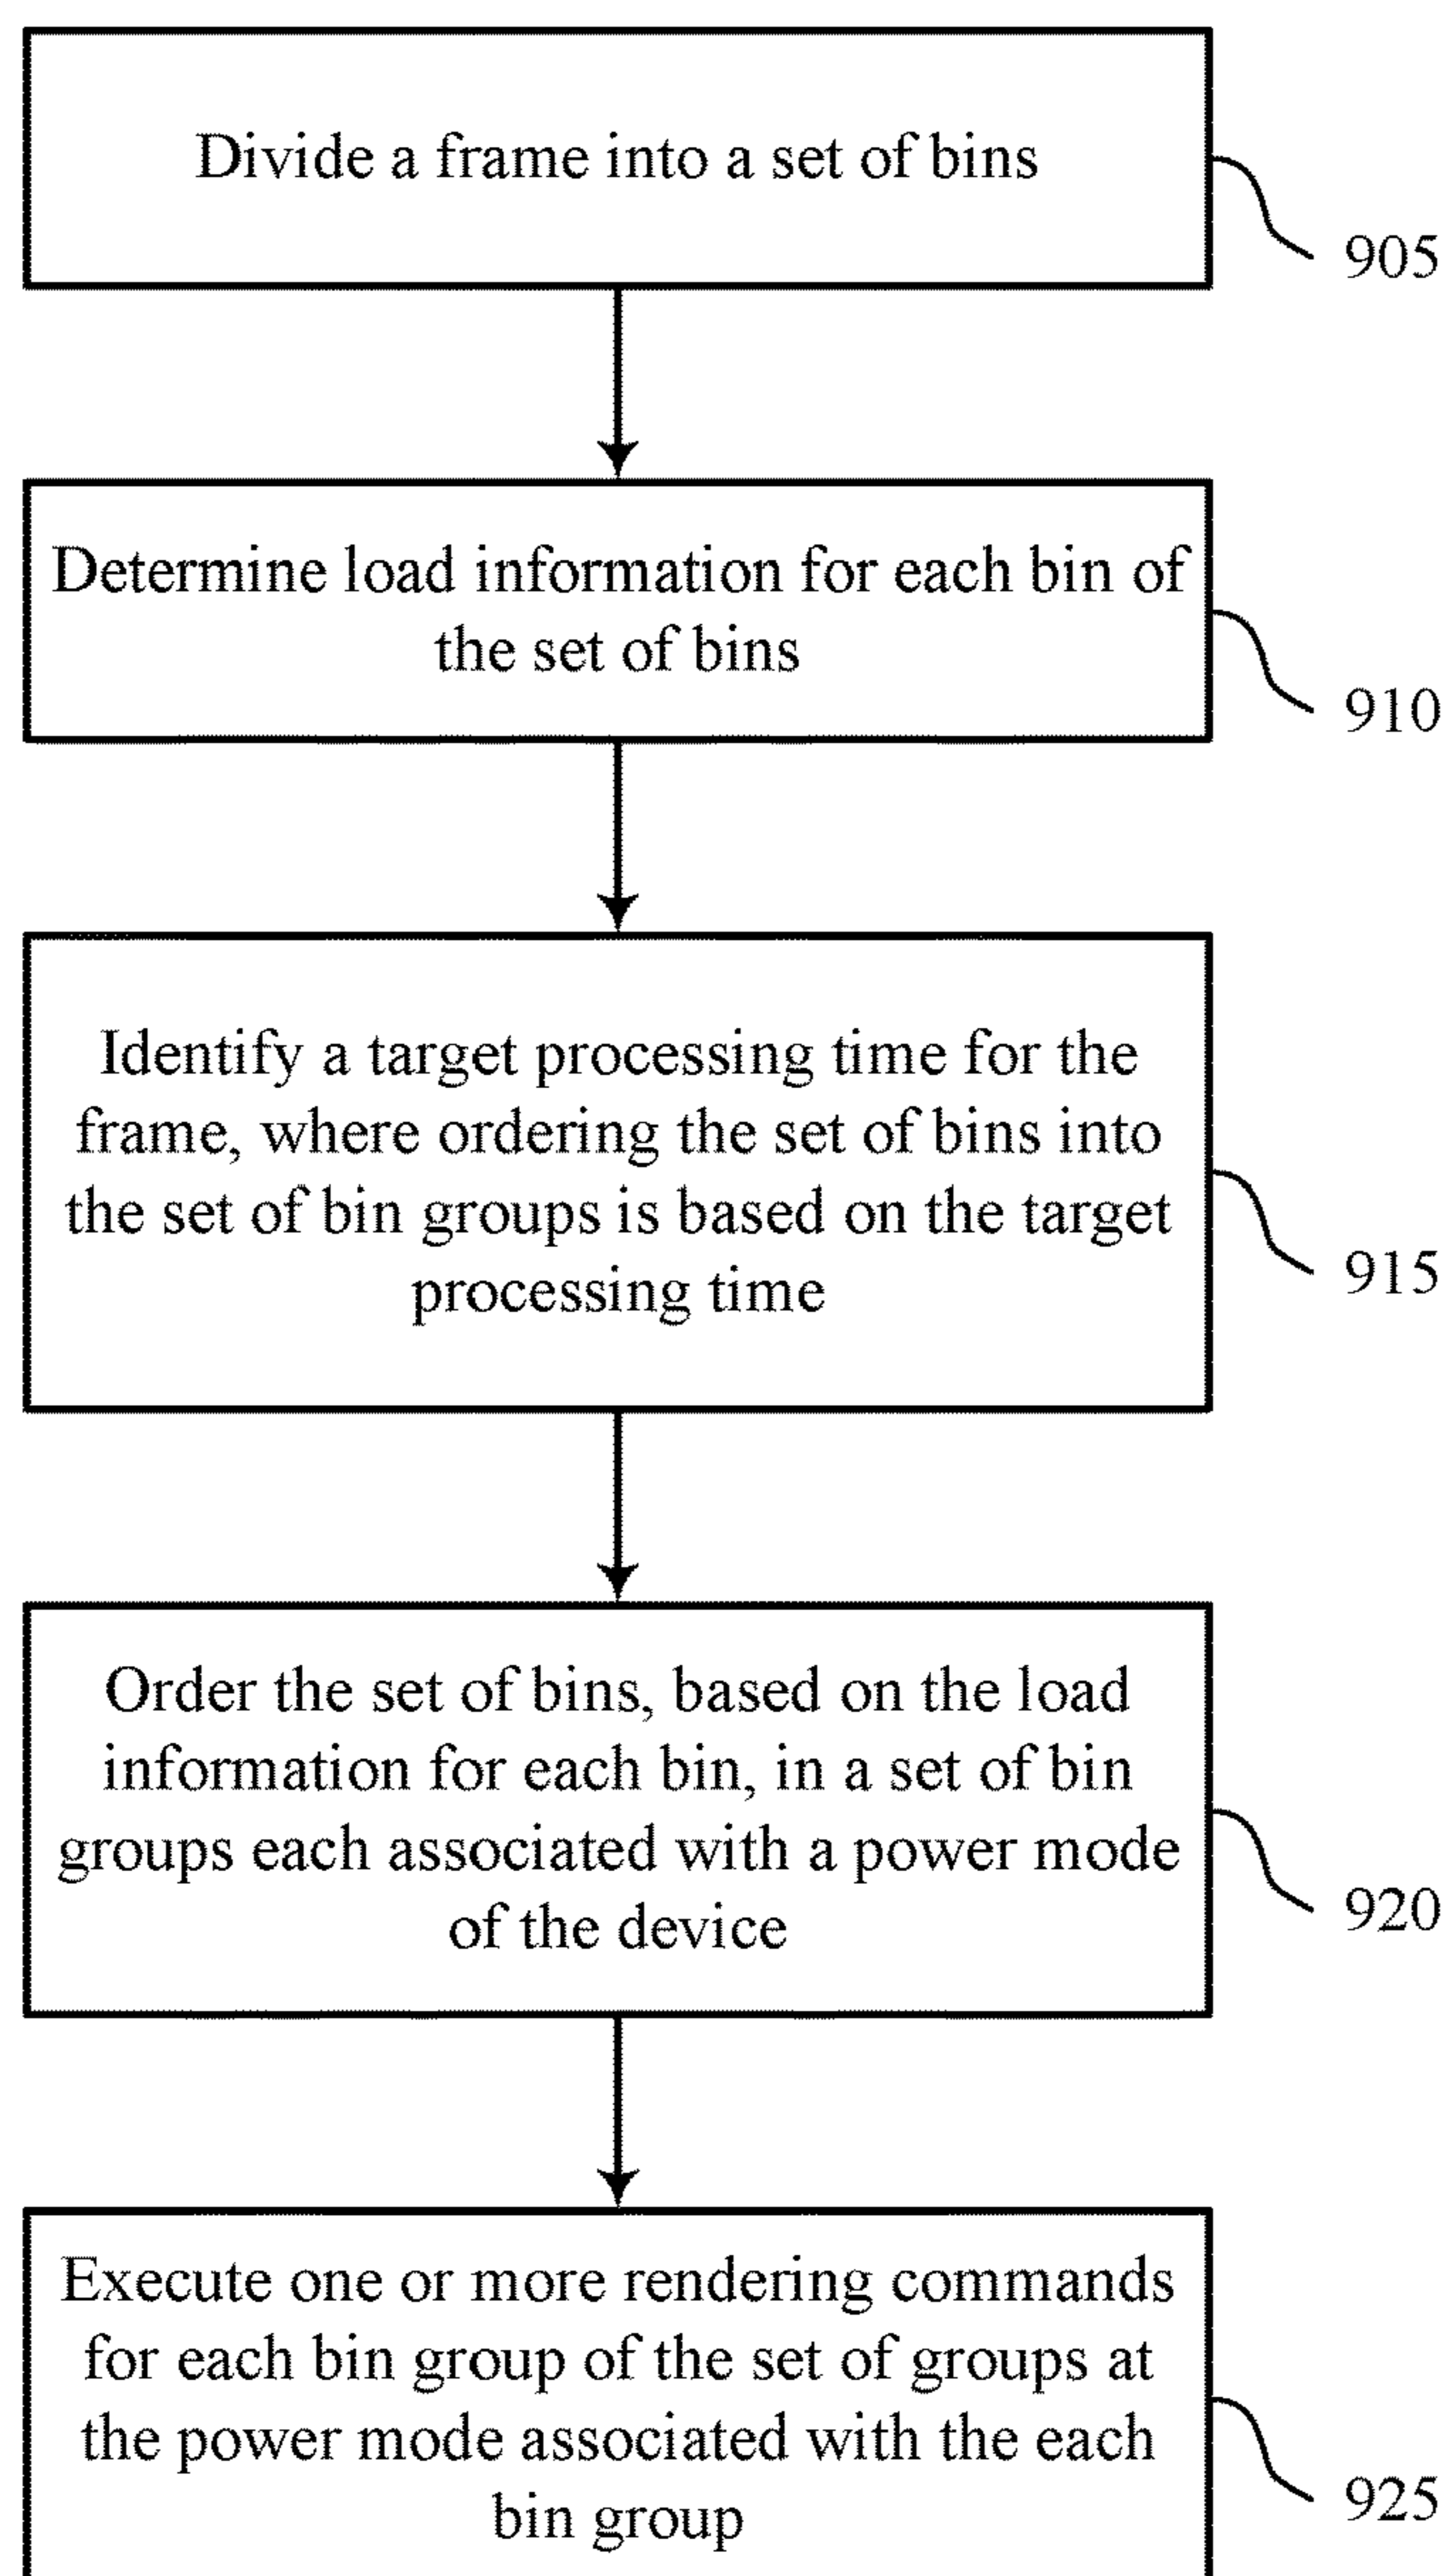 Divide a frame into a set of bins
905
Determine load information for each bin of
the set of bins
910
Identify a target processing time for the
frame, where ordering the set of bins into
the set of bin groups is based on the target
processing time
915
Order the set of bins, based on the load
information for each bin, in a set of bin
groups each associated with a power mode
of the device
920
Execute one or more rendering commands
for each bin group of the set of groups at
the power mode associated with the each
bin group
925